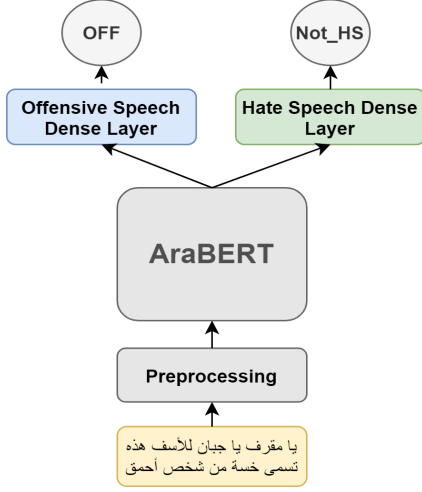 OFF
Not_HS
Offensive Speech
Dense Layer
Hate Speech Dense
Layer
AraBERT
Preprocessing
يا مقرف يا جبان للأسف هذه
تسمى خسة من شخص أحمق